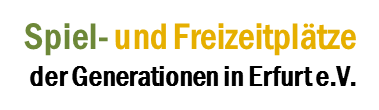 Spiel- und Freizeitplätze
der Generationen in Erfurt e.V.